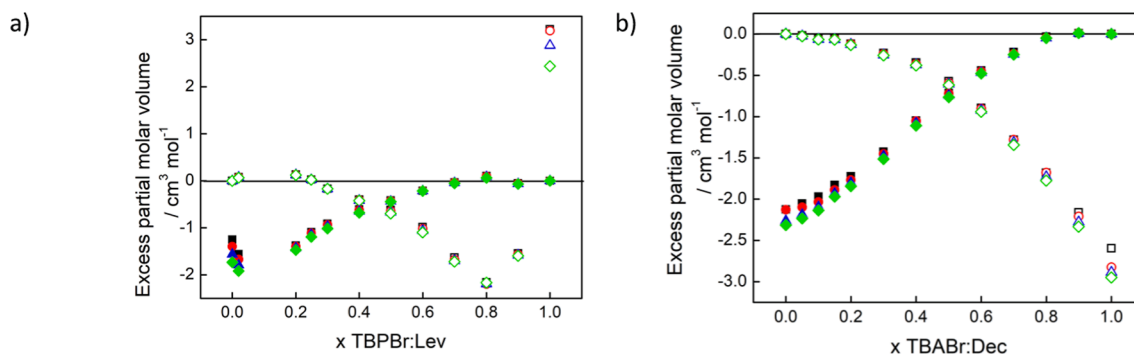 a)
Excess partial molar volume
/ cm³ mol⁻¹
3
2
1
0
-1
-2
0.0 0.2 0.4 0.6 0.8 1.0
x TBPBr:Lev
b)
Excess partial molar volume
/ cm³ mol⁻¹
0.0
-0.5
-1.0
-1.5
-2.0
-2.5
-3.0
0.0 0.2 0.4 0.6 0.8 1.0
x TBABr:Dec